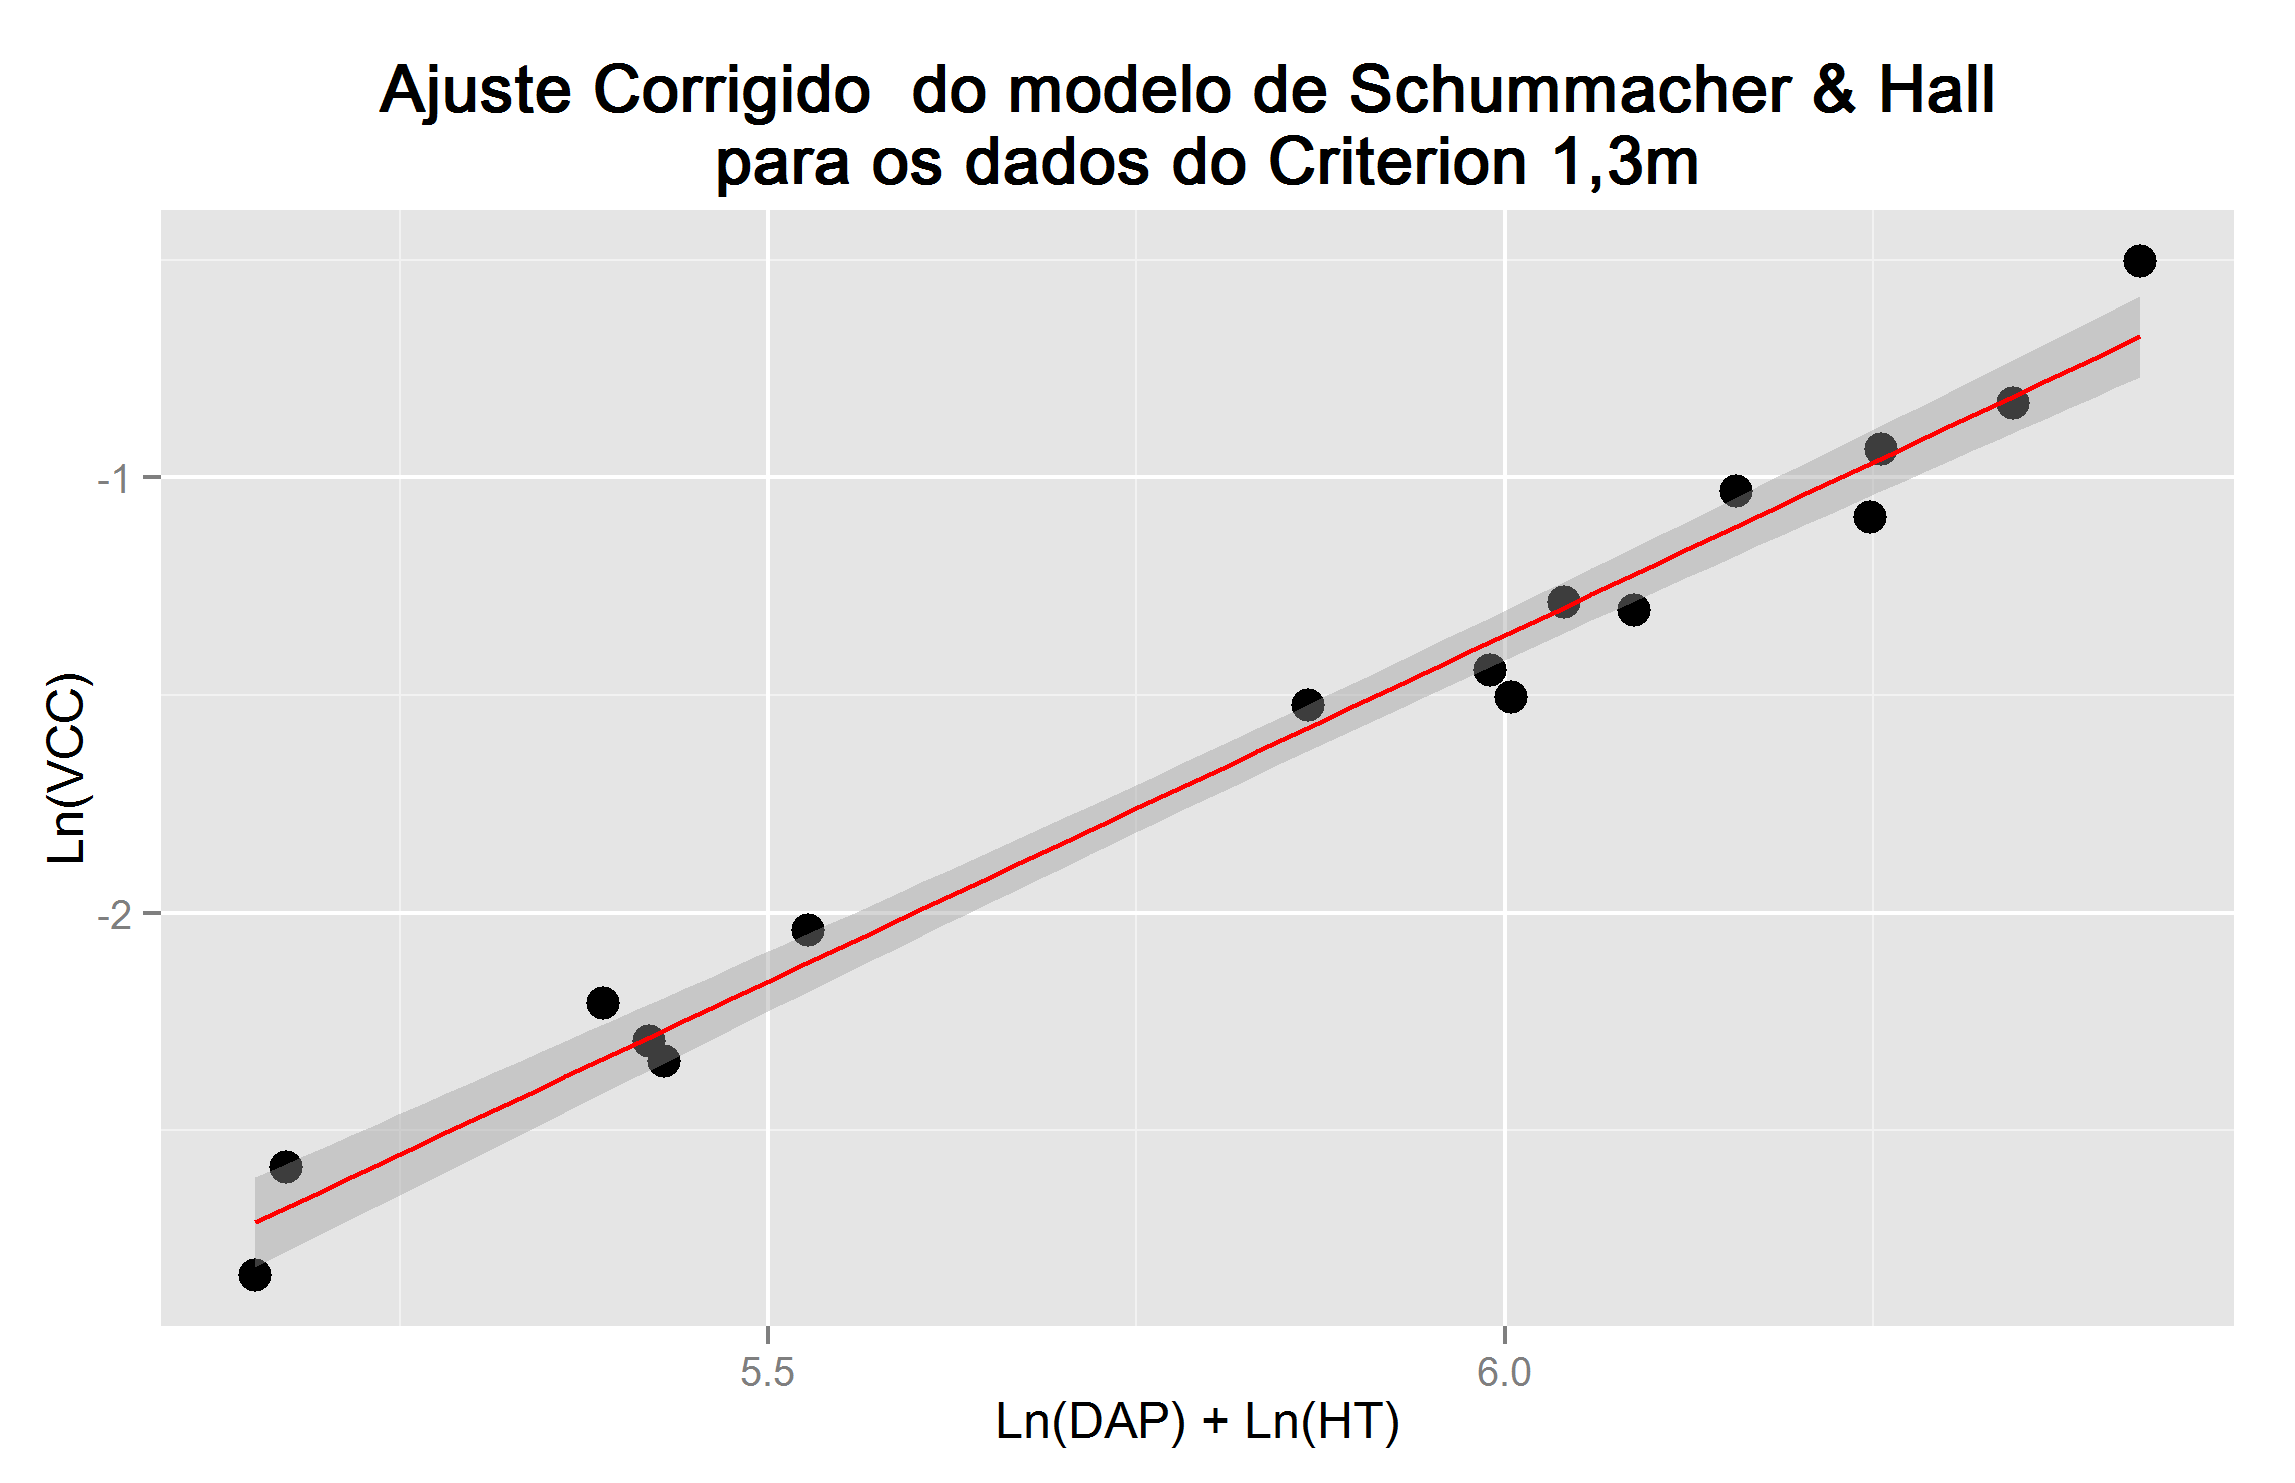 Ajuste Corrigido  do modelo de Schummacher & Hall
para os dados do Criterion 1,3m
-1
-2
Ln(VCC)
5.5
6.0
Ln(DAP) + Ln(HT)